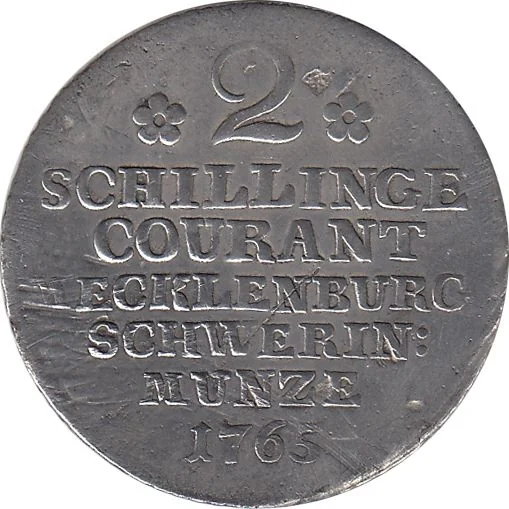 2
SCHILLINGE
COURANT
MECKLENBURG
SCHWERIN:
MUNZE
1765